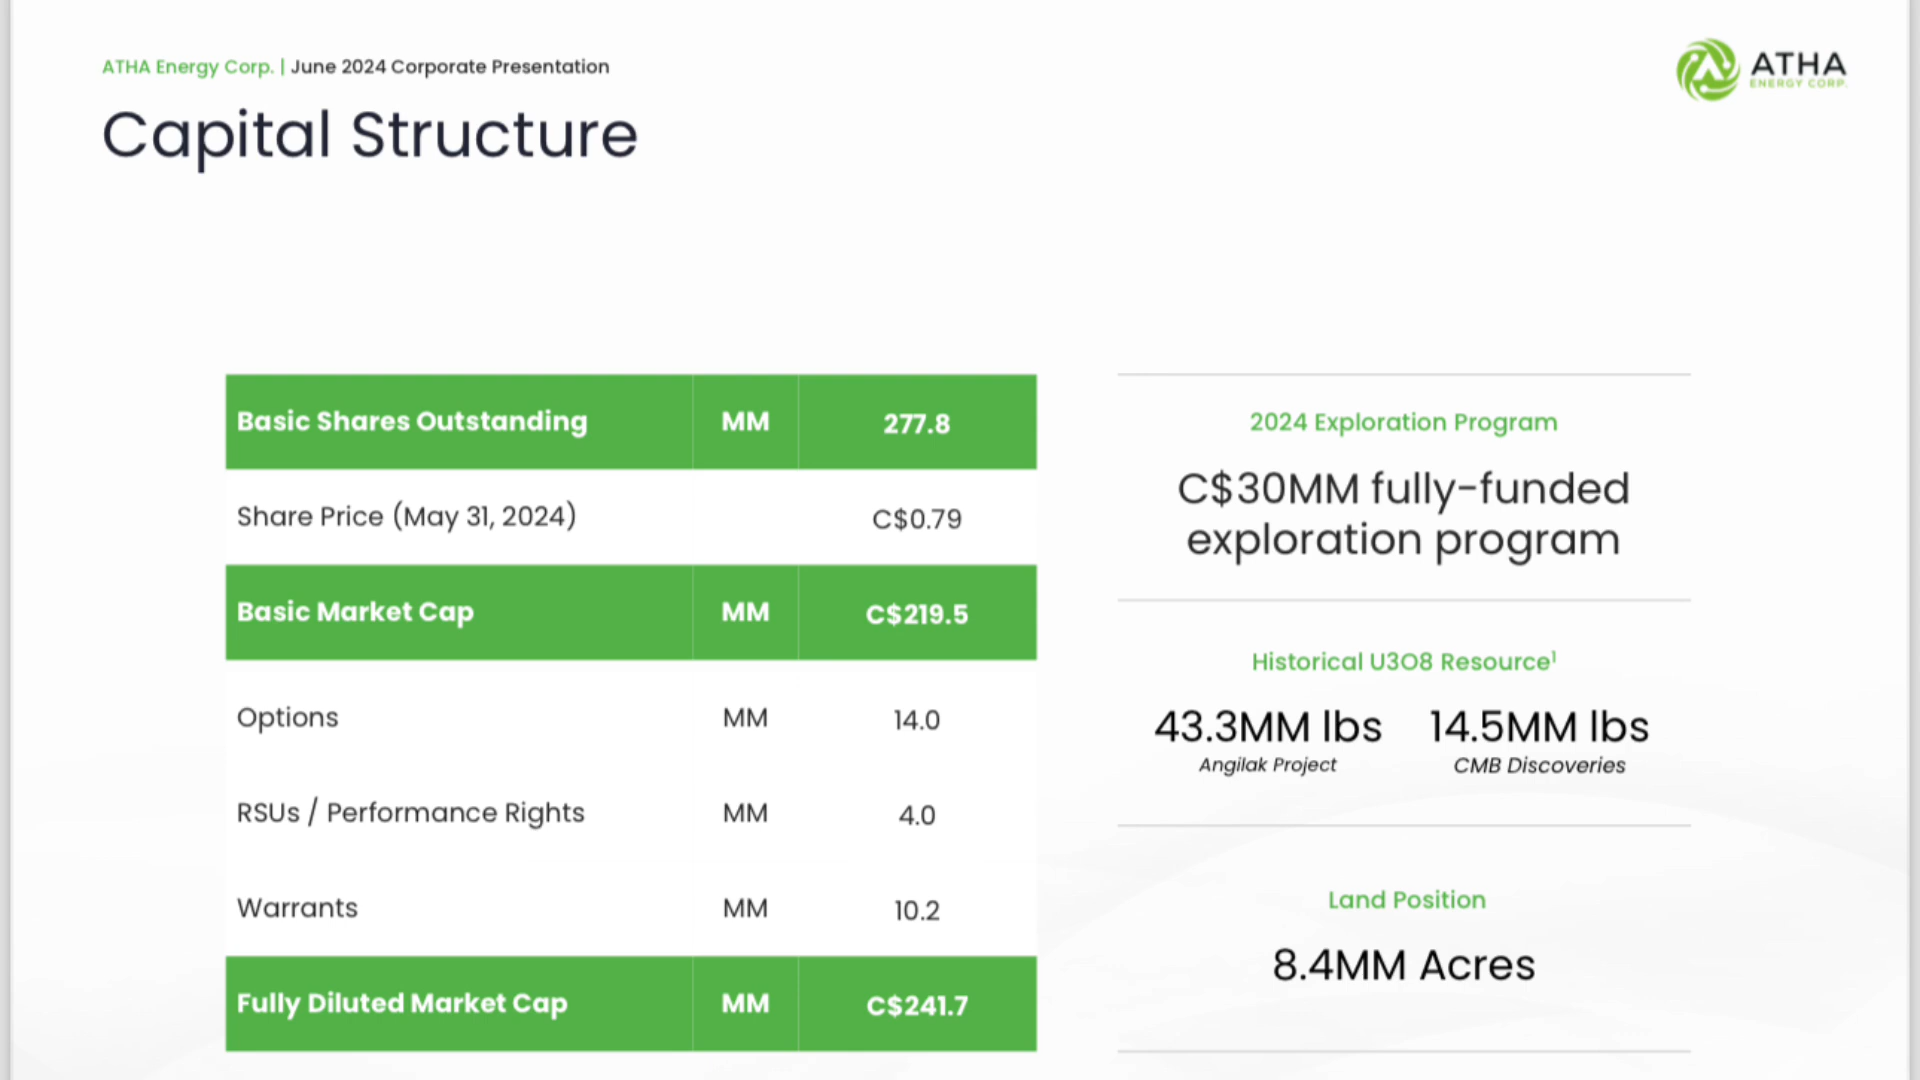 ATHA Energy Corp. | June 2024 Corporate Presentation
ATHA
ENERGY CORP.
Capital Structure
Basic Shares Outstanding MM 277.8
Share Price (May 31, 2024) C$0.79
Basic Market Cap MM C$219.5
Options MM 14.0
RSUs / Performance Rights MM 4.0
Warrants MM 10.2
Fully Diluted Market Cap MM C$241.7
2024 Exploration Program
C$30MM fully-funded
exploration program
Historical U3O8 Resource¹
43.3MM lbs 14.5MM lbs
Angilak Project CMB Discoveries
Land Position
8.4MM Acres